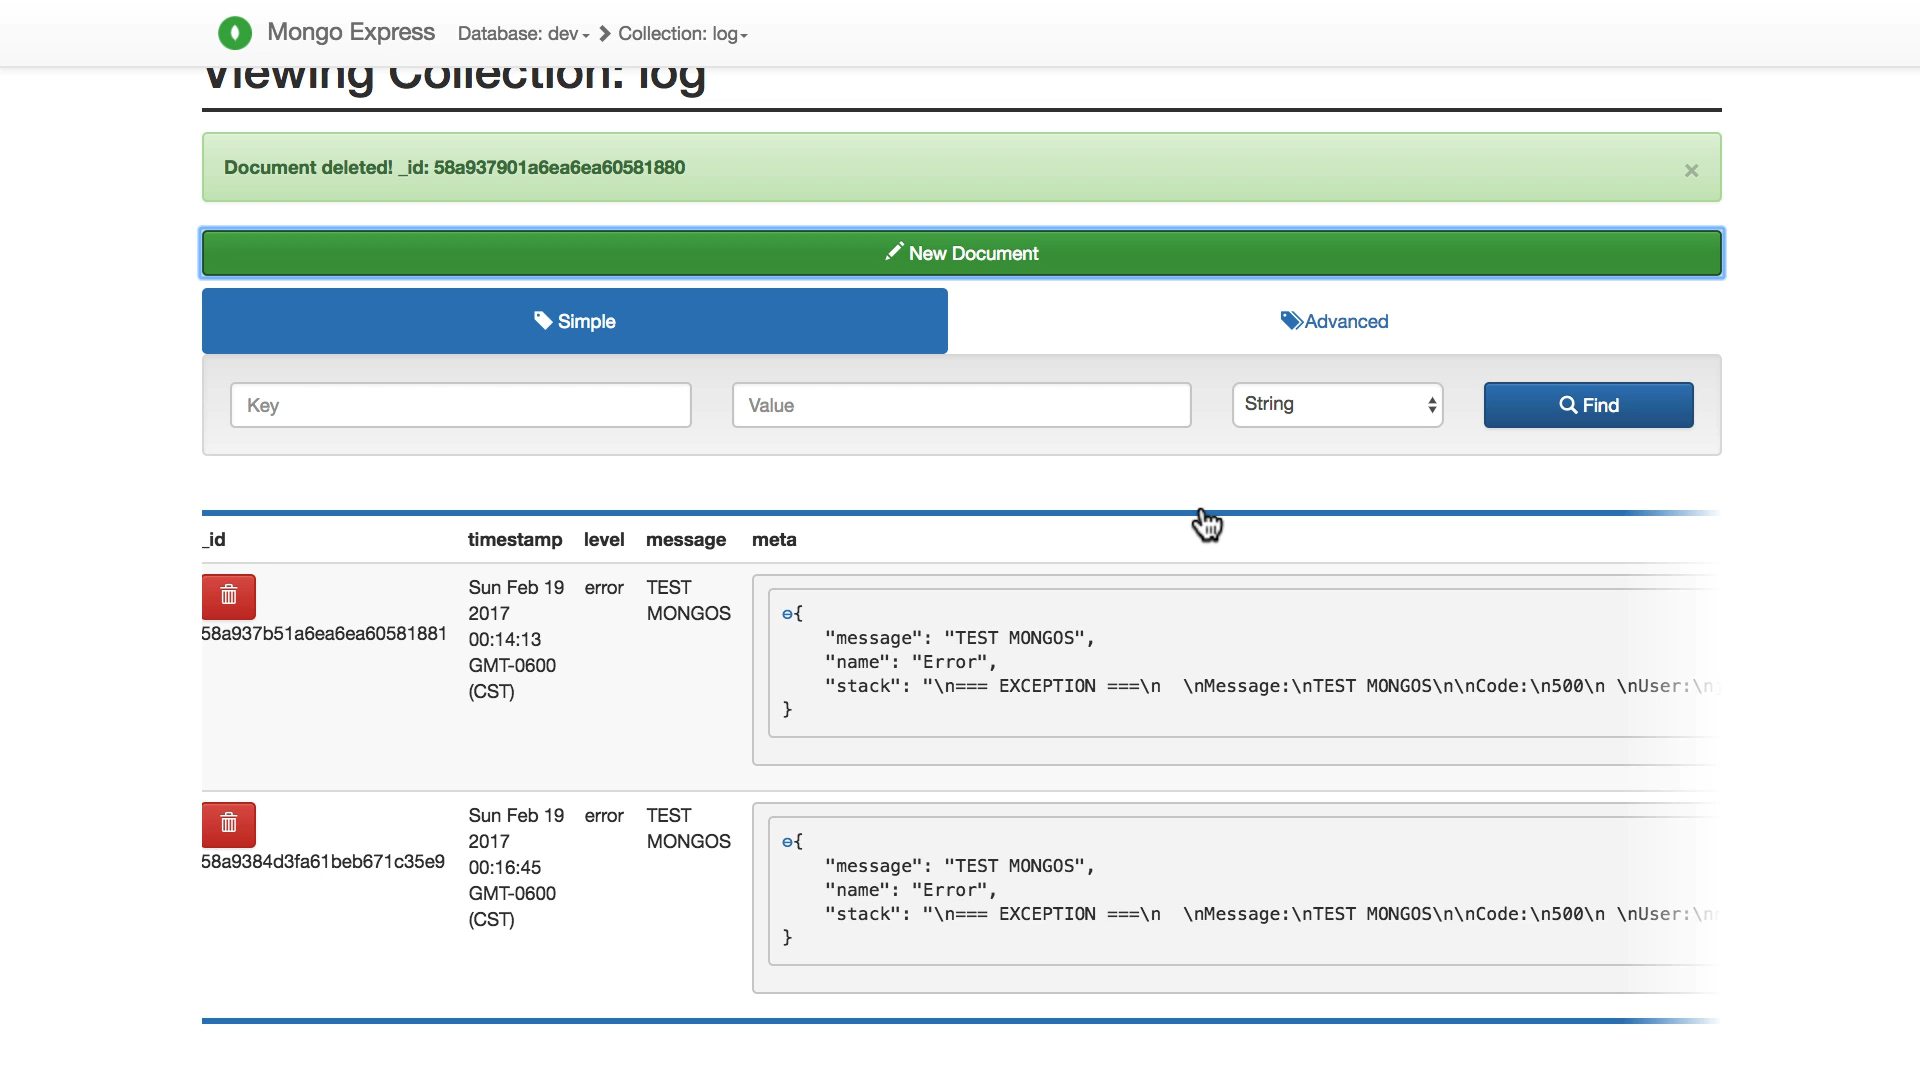 Mongo Express Database: dev Collection: log
Viewing Collection: log
Document deleted! _id: 58a937901a6ea6ea60581880 ×
New Document
Simple Advanced
Key Value String Find
_id timestamp level message meta
Sun Feb 19 error TEST
2017 MONGOS
00:14:13
GMT-0600
(CST)
58a937b51a6ea6ea60581881
{
"message": "TEST MONGOS",
"name": "Error",
"stack": "\n=== EXCEPTION ===\n \nMessage:\nTEST MONGOS\n\nCode:\n500\n \nUser:\n
}
Sun Feb 19 error TEST
2017 MONGOS
00:16:45
GMT-0600
(CST)
58a9384d3fa61beb671c35e9
{
"message": "TEST MONGOS",
"name": "Error",
"stack": "\n=== EXCEPTION ===\n \nMessage:\nTEST MONGOS\n\nCode:\n500\n \nUser:\n
}